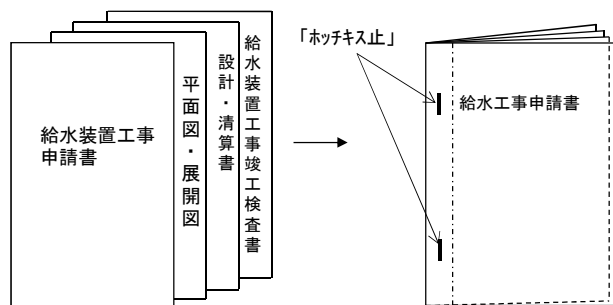 給水装置工事
申請書
平面図・展開図
設計・清算書
給水装置工事竣工検査書
「ホッチキス止」
給水工事申請書